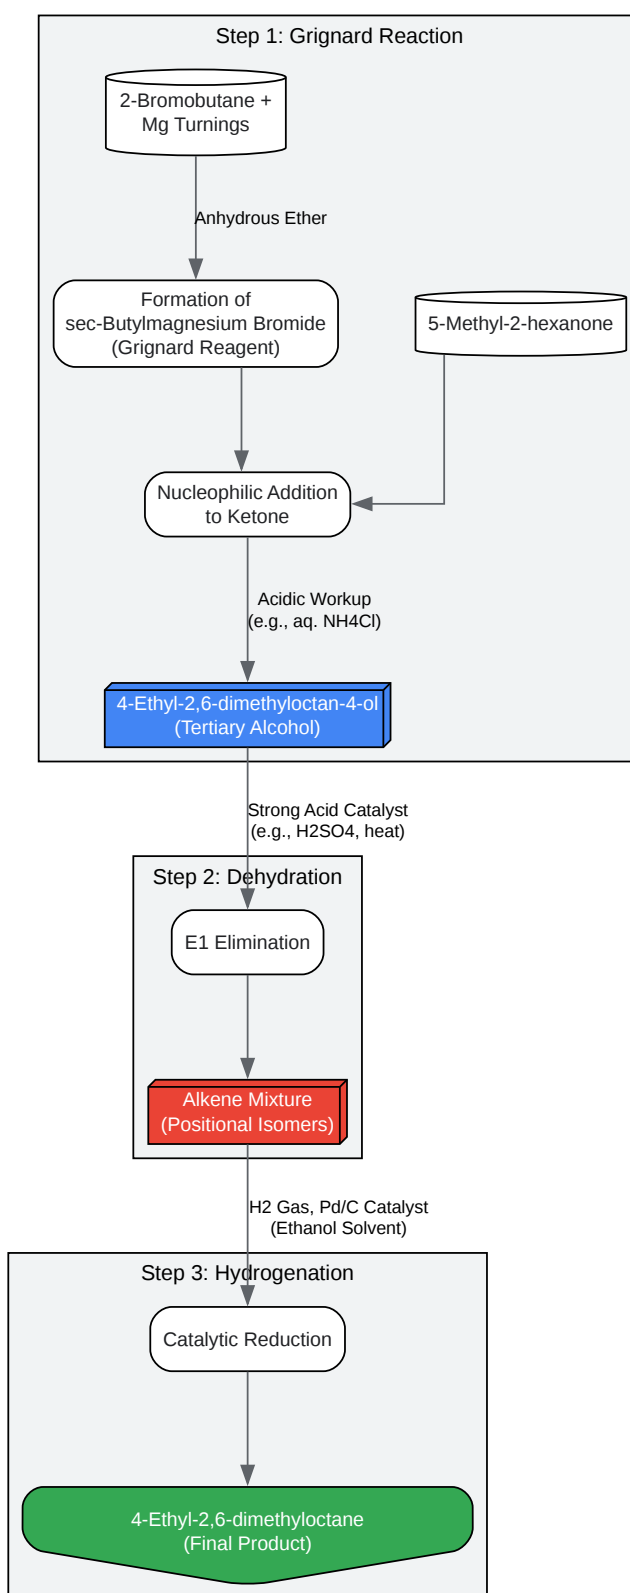 Step 1: Grignard Reaction
2-Bromobutane +
Mg Turnings
Anhydrous Ether
Formation of
sec-Butylmagnesium Bromide
(Grignard Reagent)
5-Methyl-2-hexanone
Nucleophilic Addition
to Ketone
Acidic Workup
(e.g., aq. NH4Cl)
4-Ethyl-2,6-dimethyloctan-4-ol
(Tertiary Alcohol)
Strong Acid Catalyst
(e.g., H2SO4, heat)
Step 2: Dehydration
E1 Elimination
Alkene Mixture
(Positional Isomers)
H2 Gas, Pd/C Catalyst
(Ethanol Solvent)
Step 3: Hydrogenation
Catalytic Reduction
4-Ethyl-2,6-dimethyloctane
(Final Product)